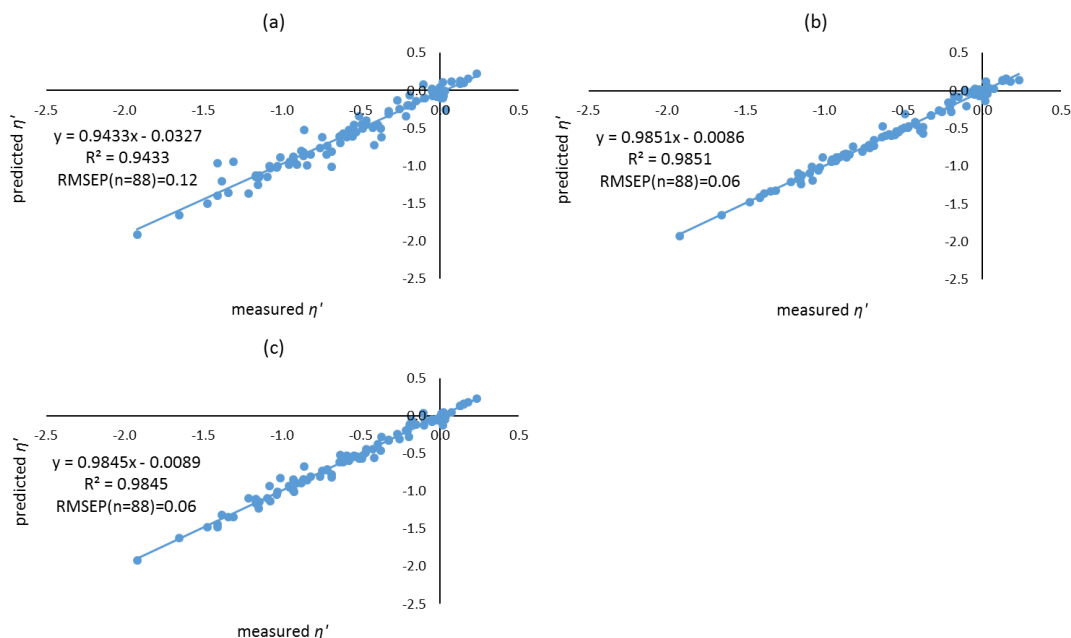 (a)
0.5
-2.5 -2.0 -1.5 -1.0 -0.5 0.0 0.5
0.0
-0.5
-1.0
-1.5
-2.0
-2.5
y = 0.9433x - 0.0327
R² = 0.9433
RMSEP(n=88)=0.12
predicted η'
measured η'
(b)
0.5
-2.5 -2.0 -1.5 -1.0 -0.5 0.0 0.5
0.0
-0.5
-1.0
-1.5
-2.0
-2.5
y = 0.9851x - 0.0086
R² = 0.9851
RMSEP(n=88)=0.06
predicted η'
measured η'
(c)
0.5
-2.5 -2.0 -1.5 -1.0 -0.5 0.0 0.5
0.0
-0.5
-1.0
-1.5
-2.0
-2.5
y = 0.9845x - 0.0089
R² = 0.9845
RMSEP(n=88)=0.06
predicted η'
measured η'